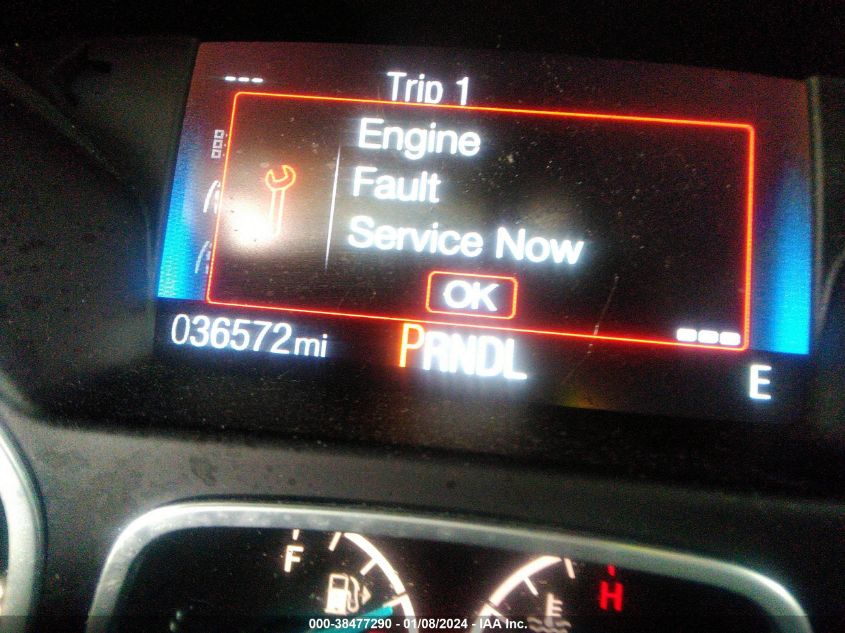 Trip 1
Engine
Fault
Service Now
OK
036572mi
PRNDL
E
F
H
000-38477290 - 01/08/2024 - IAA Inc.